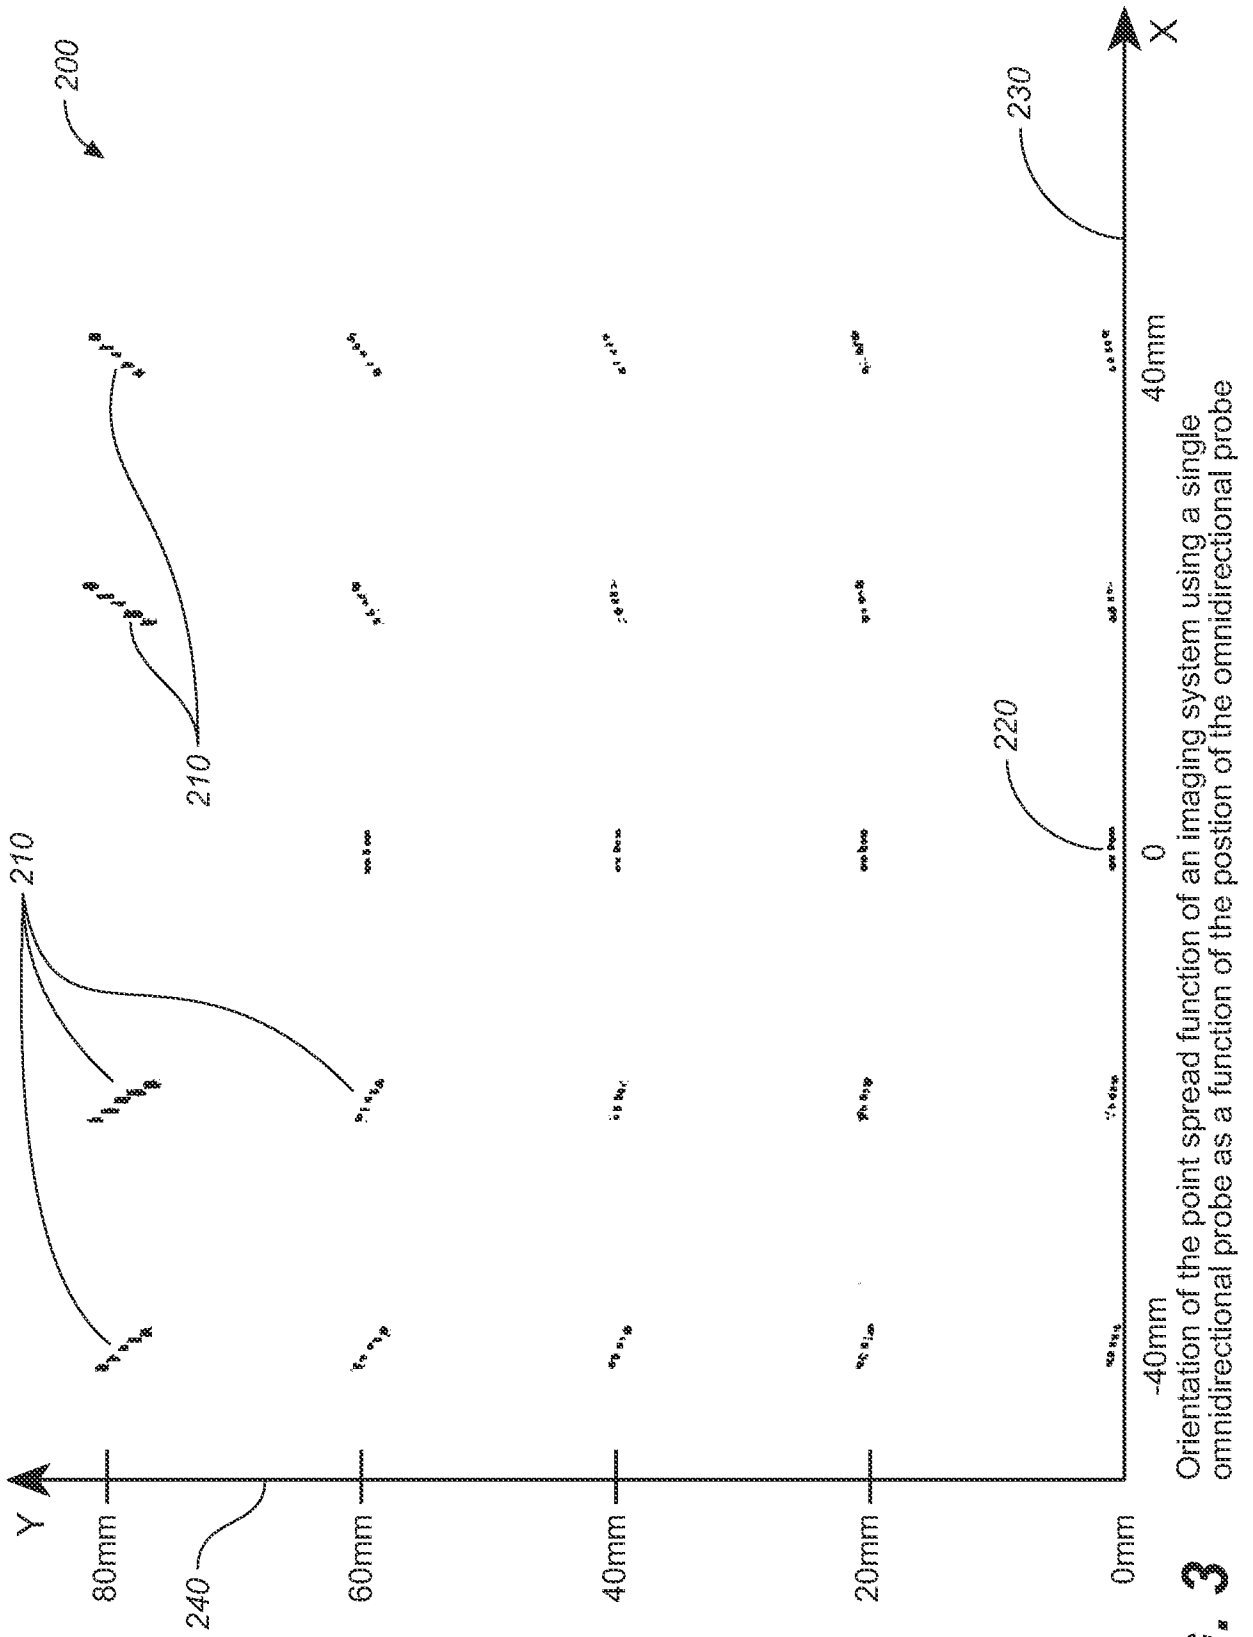 200
Y
80mm
210
210
240
60mm
40mm
20mm
230
220
0mm
-40mm
0
40mm
X
3
Orientation of the point spread function of an imaging system using a single
omnidirectional probe as a function of the postion of the omnidirectional probe